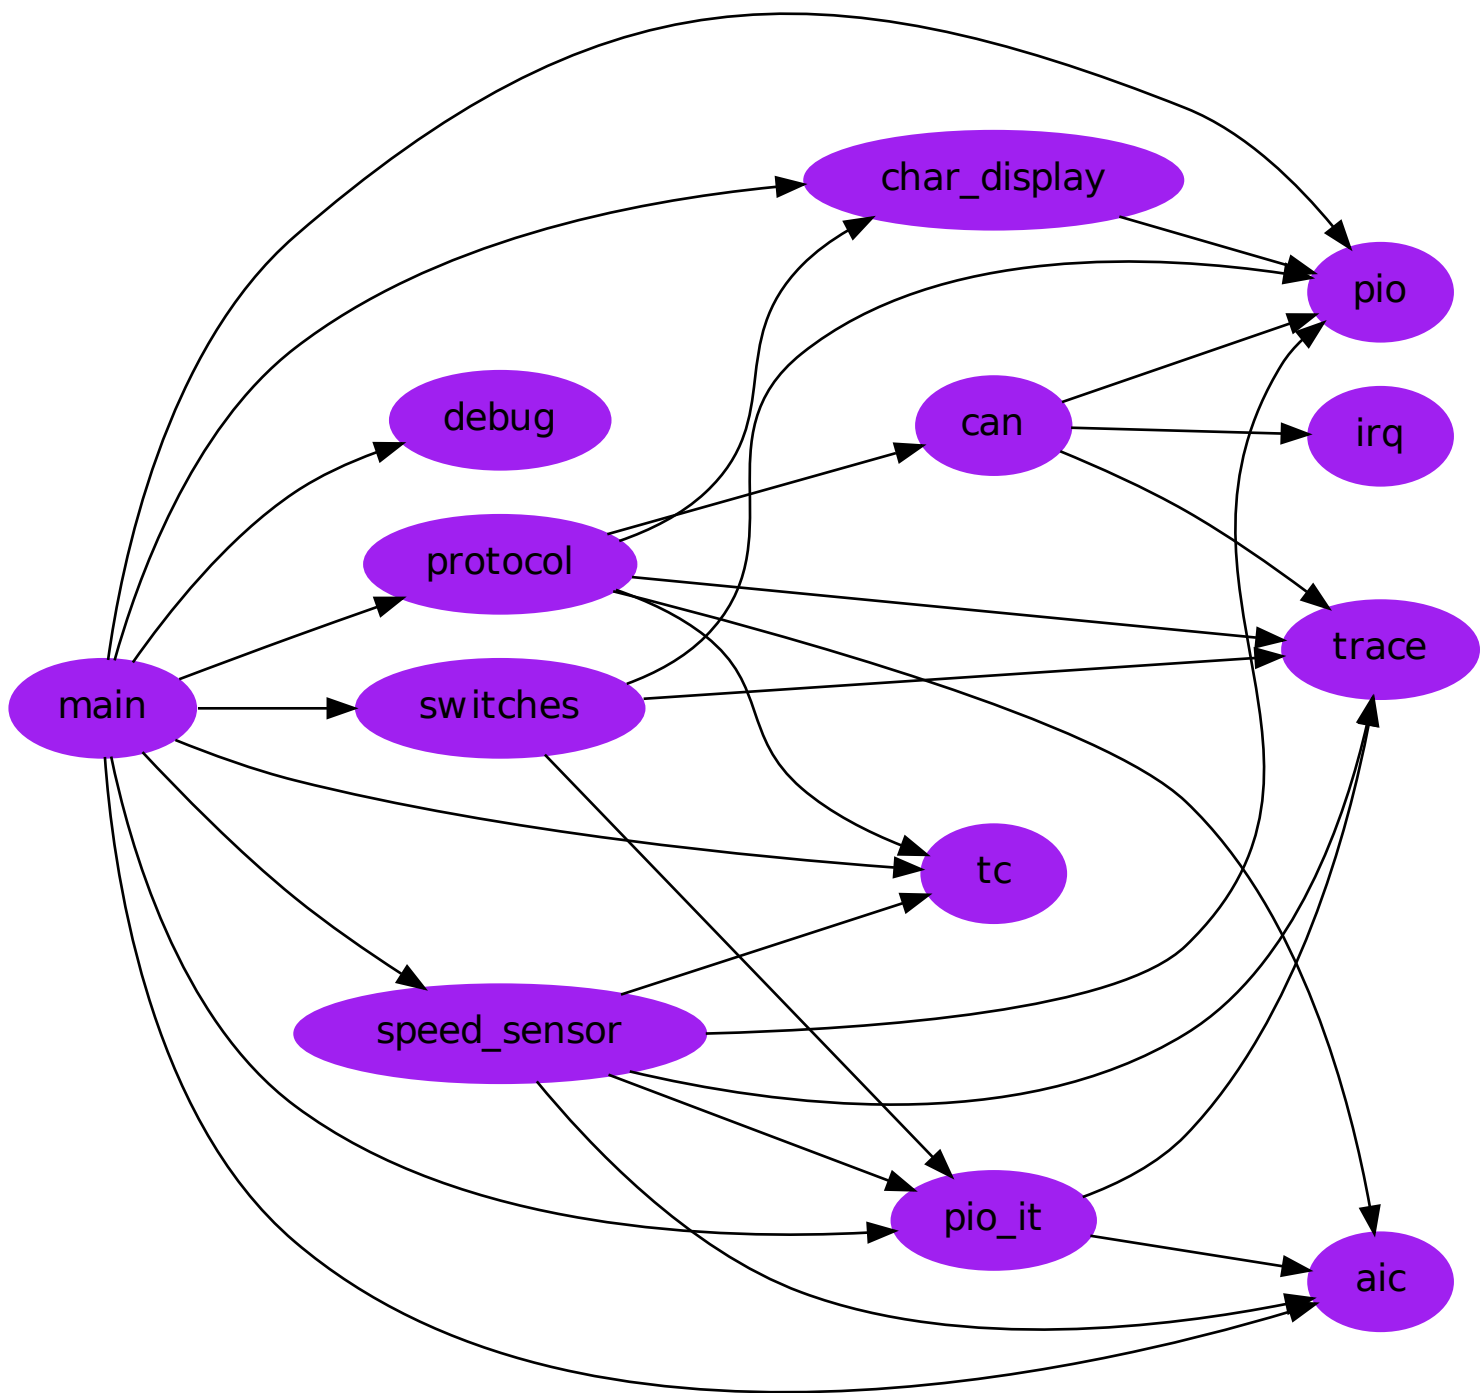 char_display
pio
debug
can
irq
protocol
trace
main
switches
tc
speed_sensor
pio_it
aic